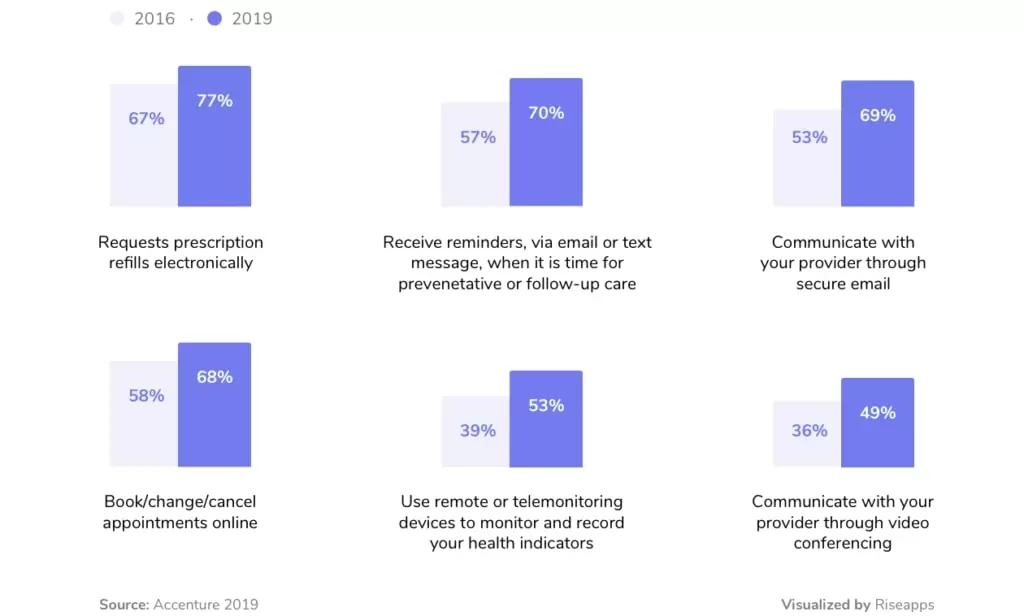 2016 · 2019
67%
77%
Requests prescription
refills electronically
57%
70%
Receive reminders, via email or text
message, when it is time for
prevenetative or follow-up care
53%
69%
Communicate with
your provider through
secure email
58%
68%
Book/change/cancel
appointments online
39%
53%
Use remote or telemonitoring
devices to monitor and record
your health indicators
36%
49%
Communicate with your
provider through video
conferencing
Source: Accenture 2019
Visualized by Riseapps